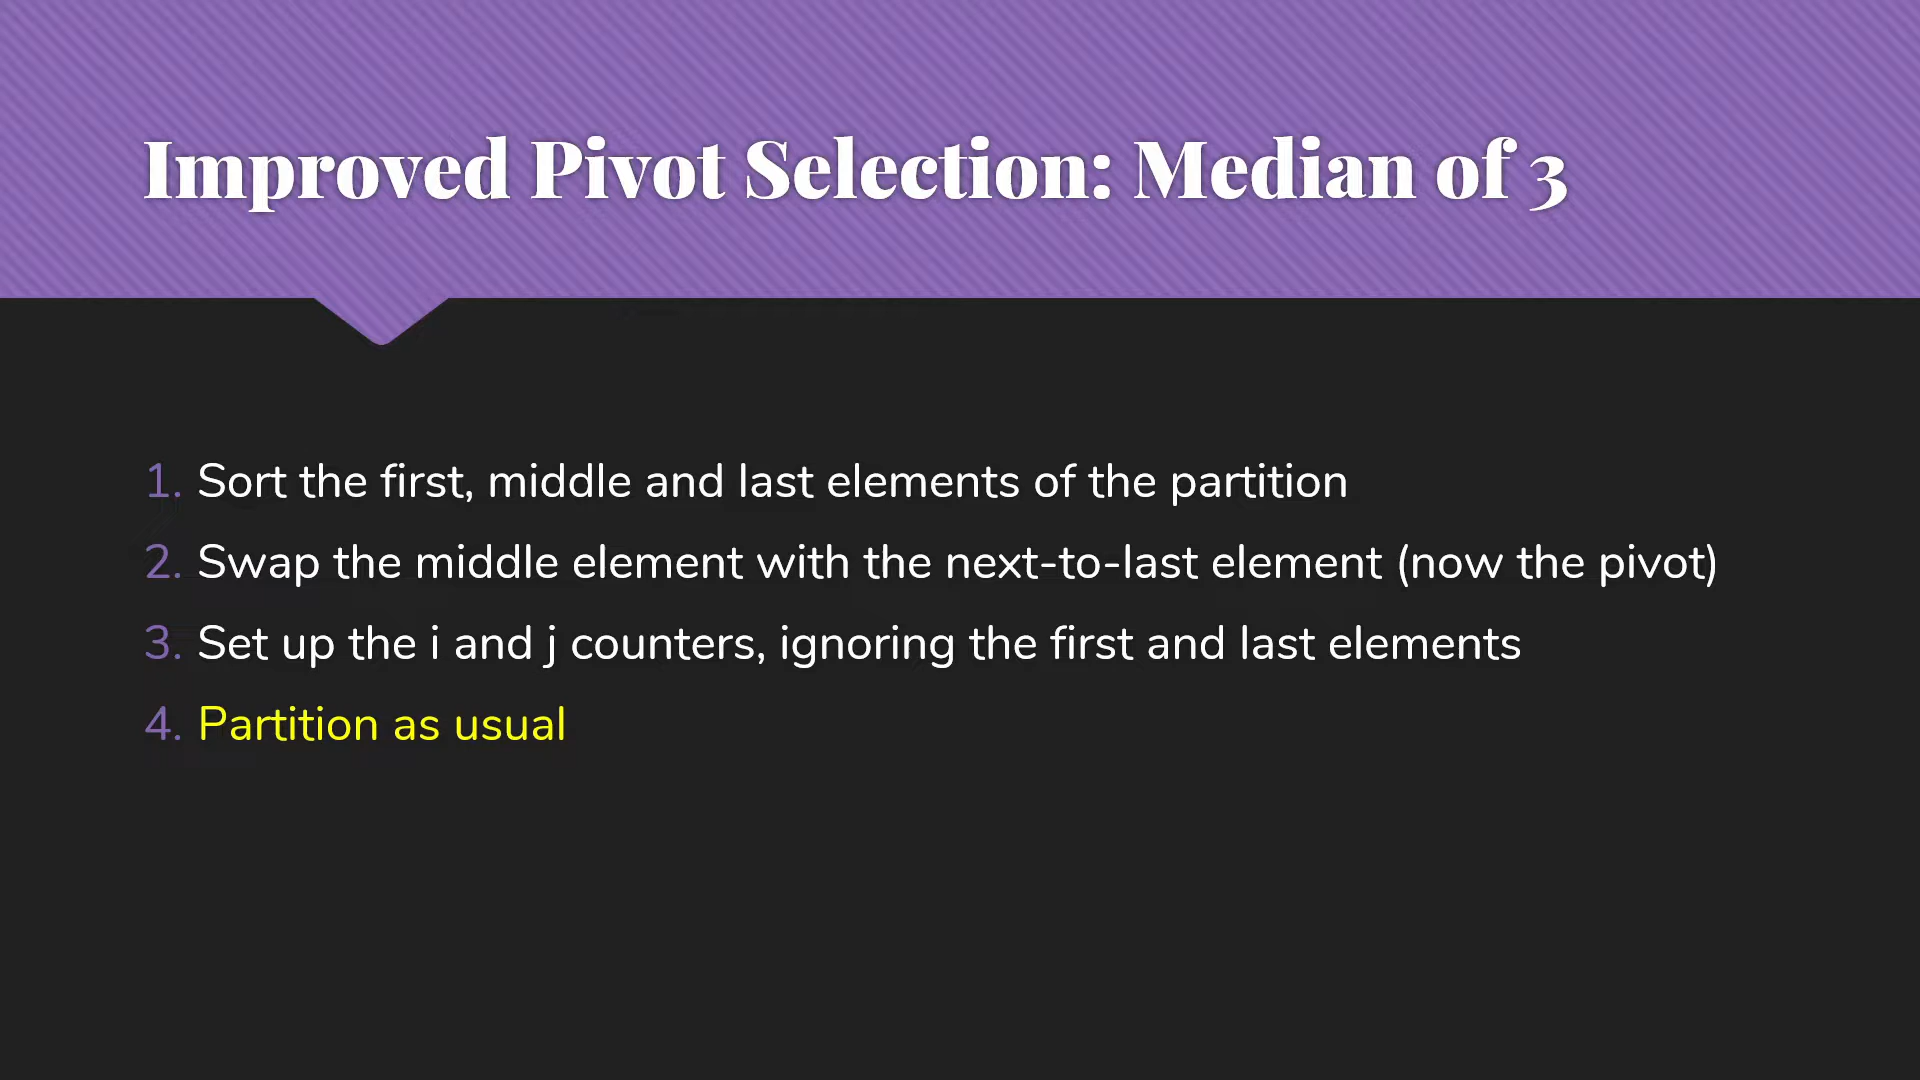 Improved Pivot Selection: Median of 3
1. Sort the first, middle and last elements of the partition
2. Swap the middle element with the next-to-last element (now the pivot)
3. Set up the i and j counters, ignoring the first and last elements
4. Partition as usual